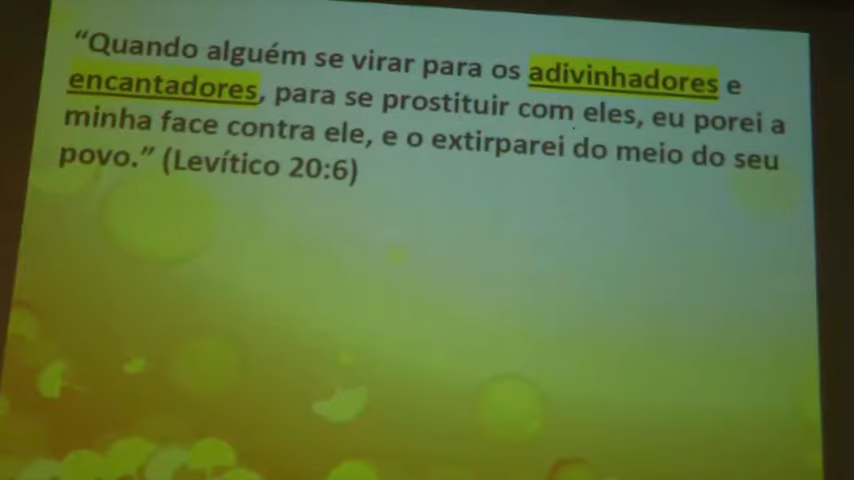 “Quando alguém se virar para os adivinhadores e
encantadores, para se prostituir com eles, eu porei a
minha face contra ele, e o extirparei do meio do seu
povo.” (Levítico 20:6)